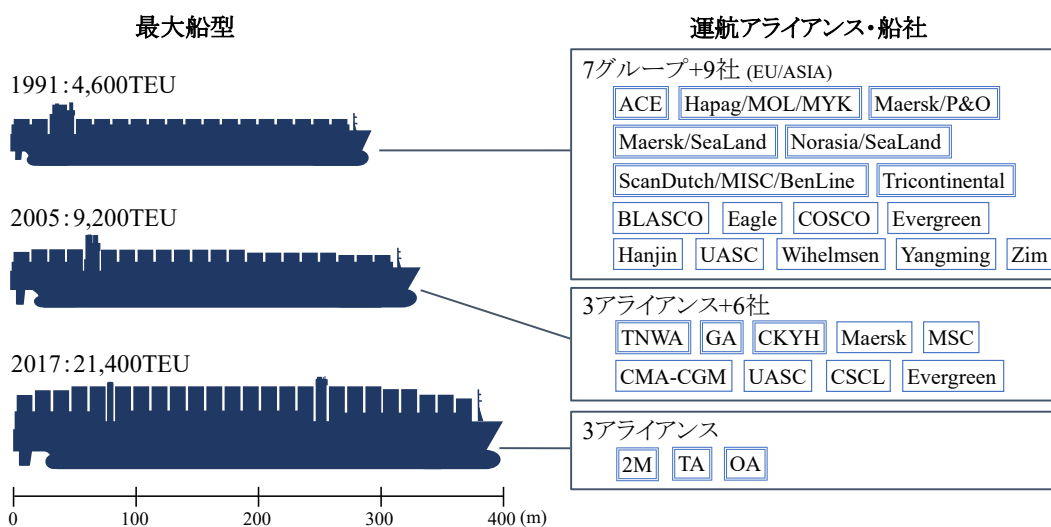 最大船型
1991：4,600TEU
2005：9,200TEU
2017：21,400TEU
0 100 200 300 400 (m)
運航アライアンス・船社
7グループ+9社 (EU/ASIA)
ACE Hapag/MOL/MYK Maersk/P&O
Maersk/SeaLand Norasia/SeaLand
ScanDutch/MISC/BenLine Tricontinental
BLASCO Eagle COSCO Evergreen
Hanjin UASC Wihelmsen Yangming Zim
3アライアンス+6社
TNWA GA CKYH Maersk MSC
CMA-CGM UASC CSCL Evergreen
3アライアンス
2M TA OA